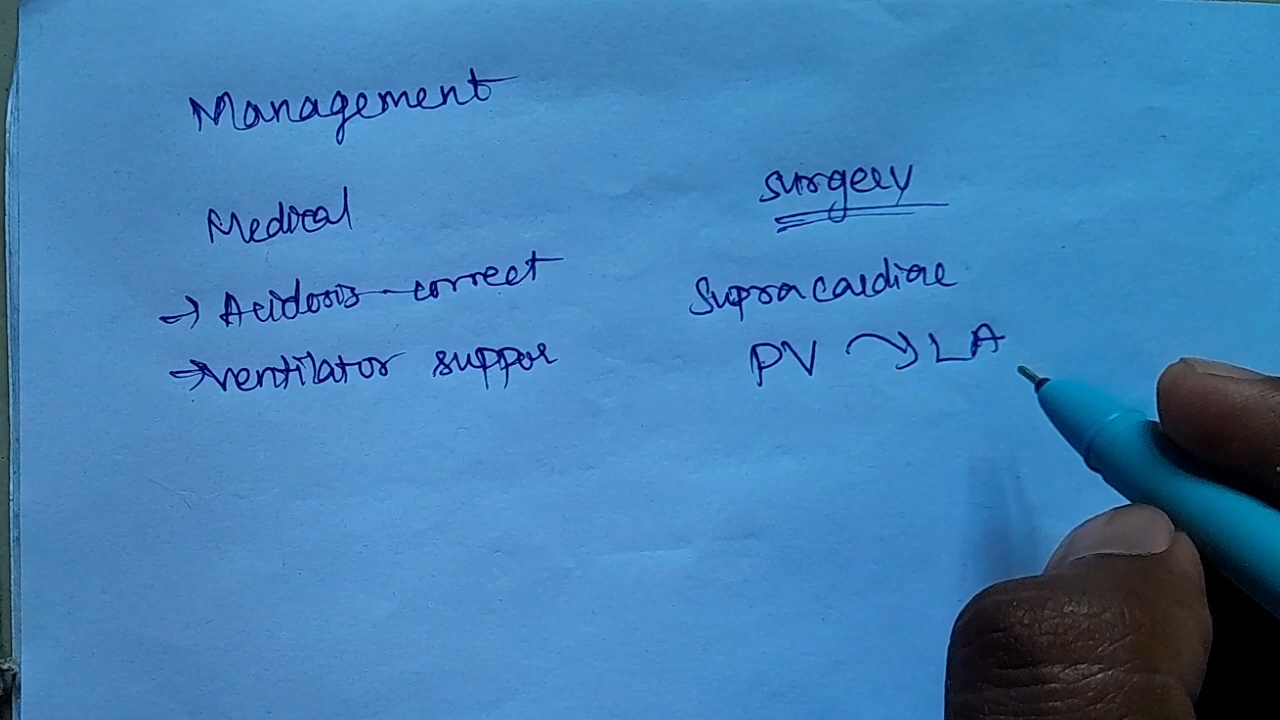 Management
Medical
→ Acidosis - correct
→ ventilator suppor
surgery
Supracardiac
PV → LA